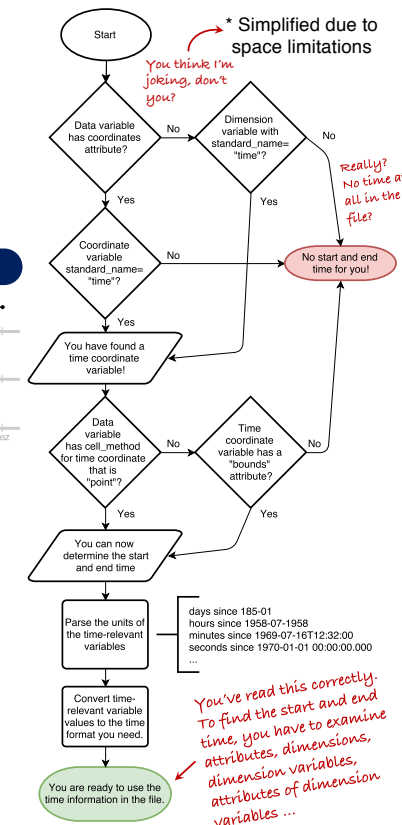 Start
* Simplified due to
space limitations
You think I'm
joking, don't
you?
Data variable
has coordinates
attribute?
No
Dimension
variable with
standard_name=
"time"?
No
Really?
No time a
all in the
file?
Yes
Yes
Coordinate
variable
standard_name=
"time"?
No
No start and end
time for you!
Yes
You have found a
time coordinate
variable!
Data
variable
has cell_method
for time coordinate
that is
"point"?
No
Time
coordinate
variable has a
"bounds"
attribute?
No
Yes
Yes
You can now
determine the start
and end time
Parse the units of
the time-relevant
variables
days since 185-01
hours since 1958-07-1958
minutes since 1969-07-16T12:32:00
seconds since 1970-01-01 00:00:00.000
...
Convert time-
relevant variable
values to the time
format you need.
You've read this correctly.
To find the start and end
time, you have to examine
attributes, dimensions,
dimension variables,
attributes of dimension
variables ...
You are ready to use the
time information in the file.